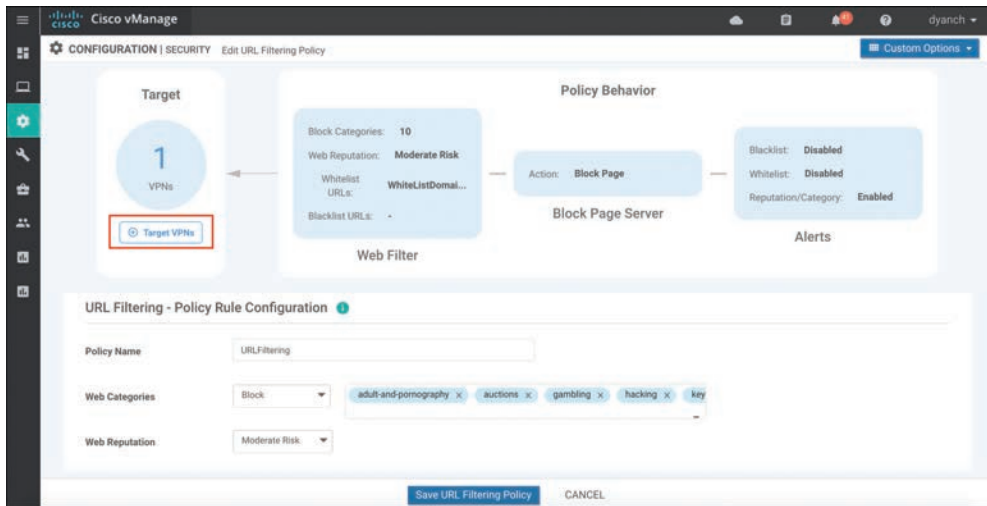 cisco Cisco vManage
dyanch
CONFIGURATION | SECURITY Edit URL Filtering Policy
Custom Options
Target
1
VPNs
Target VPNs
Policy Behavior
Block Categories: 10
Web Reputation: Moderate Risk
Whitelist
URLs: WhiteListDomai...
Blacklist URLs: -
Web Filter
Action: Block Page
Block Page Server
Blacklist: Disabled
Whitelist: Disabled
Reputation/Category: Enabled
Alerts
URL Filtering - Policy Rule Configuration
Policy Name URLFiltering
Web Categories Block adult-and-pornography x auctions x gambling x hacking x key
Web Reputation Moderate Risk
Save URL Filtering Policy CANCEL